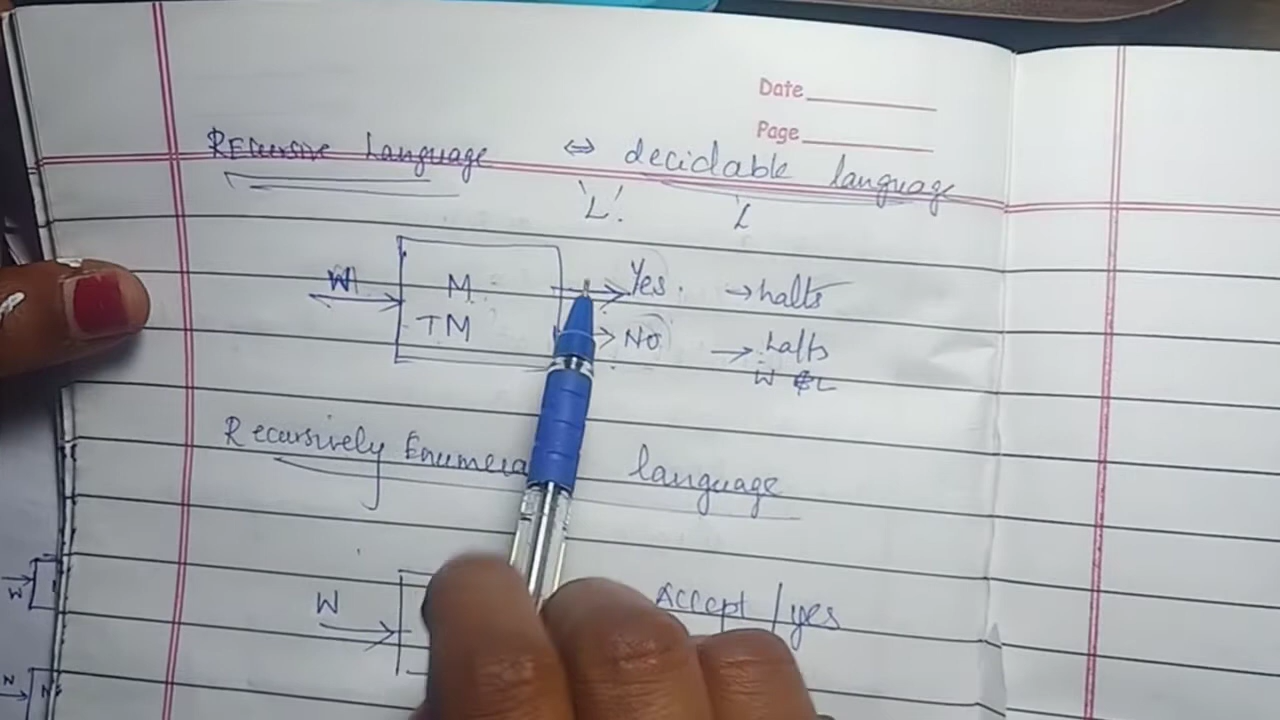 Date
Page
Recursive Language ⇔ decidable language
'L'. L
W M Yes. → halts
TM → No → halts
W ∉ L
Recursively Enumera language
W Accept / yes
W
N N